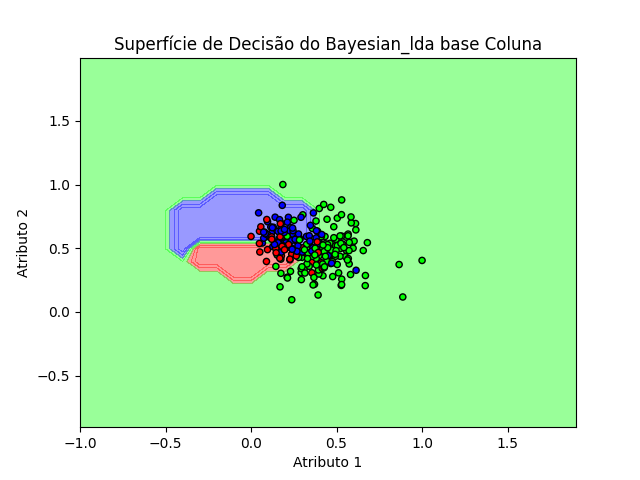 Superfície de Decisão do Bayesian_lda base Coluna
Atributo 2
1.5
1.0
0.5
0.0
−0.5
−1.0 −0.5 0.0 0.5 1.0 1.5
Atributo 1